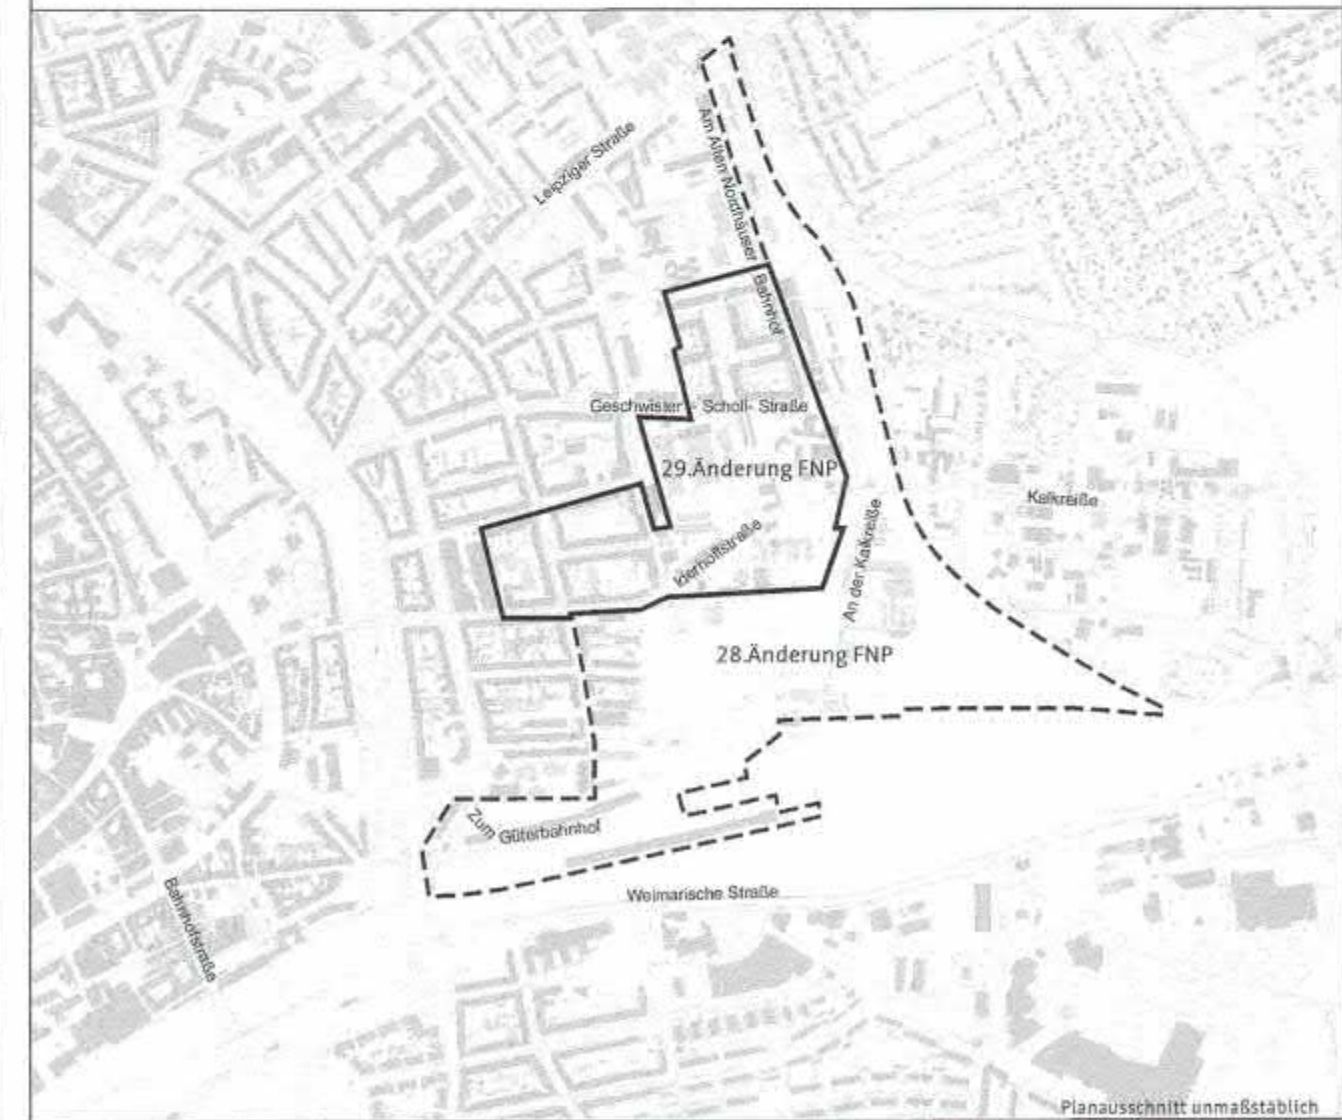 Leipziger Straße
Am Alten Nordhäuser Bahnhof
Geschwister - Scholl- Straße
29.Änderung FNP
Kalkreiße
Iderhoffstraße
An der Kalkreiße
28.Änderung FNP
Zum Güterbahnhof
Weimarische Straße
Bahnhofstraße
Planausschnitt unmaßstäblich